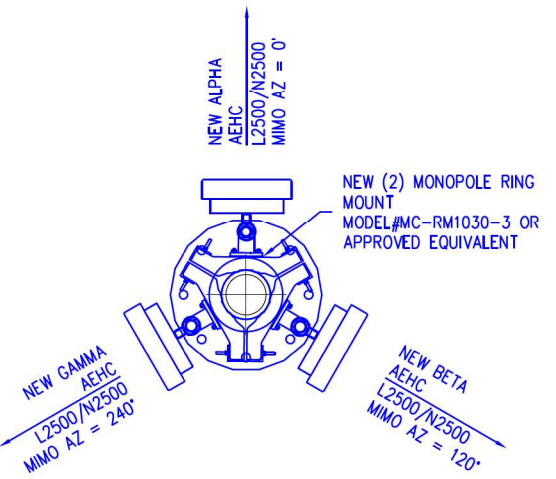 NEW ALPHA
AEHC
L2500/N2500
MIMO AZ = 0'
NEW (2) MONOPOLE RING
MOUNT
MODEL#MC-RM1030-3 OR
APPROVED EQUIVALENT
NEW GAMMA
AEHC
L2500/N2500
MIMO AZ = 240°
NEW BETA
AEHC
L2500/N2500
MIMO AZ = 120°